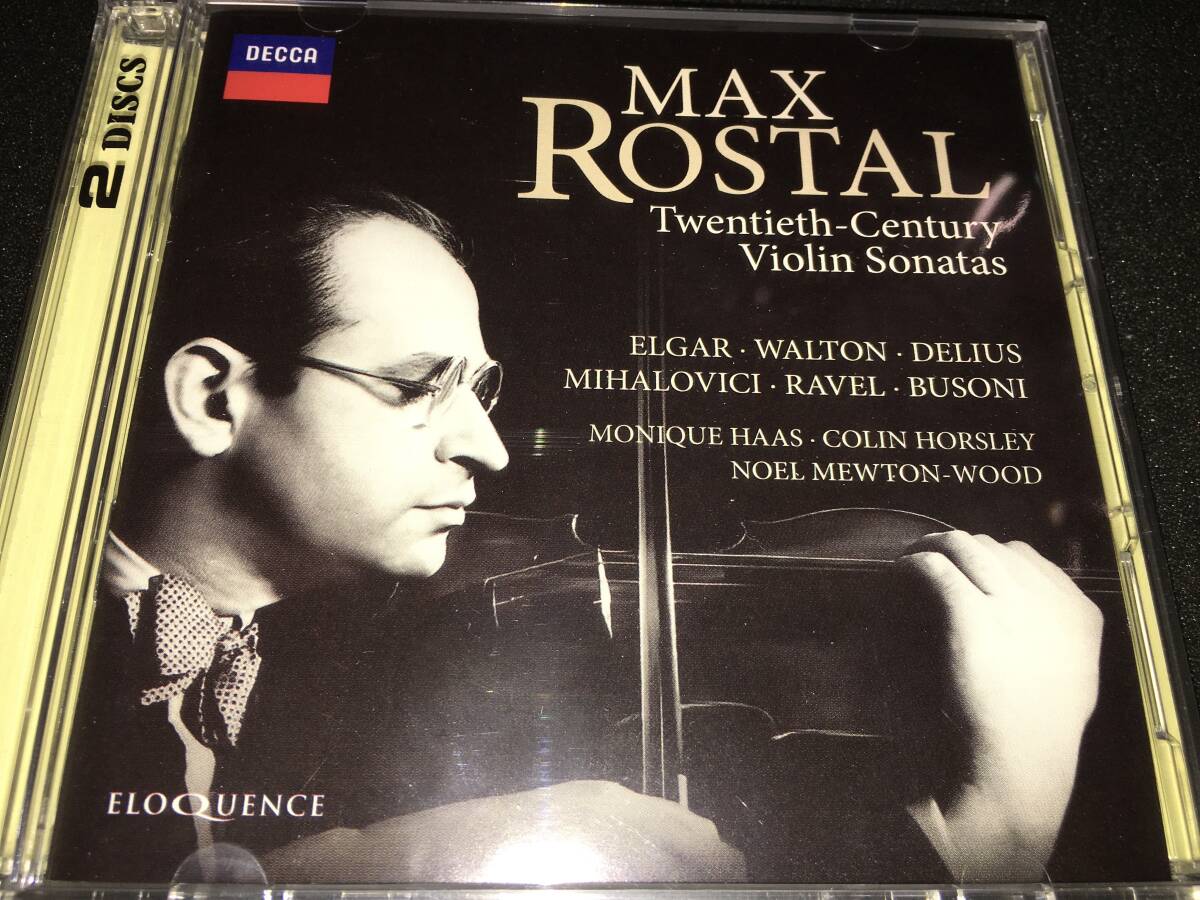 2 DISCS
DECCA
MAX
ROSTAL
Twentieth-Century
Violin Sonatas
ELGAR · WALTON · DELIUS
MIHALOVICI · RAVEL · BUSONI
MONIQUE HAAS · COLIN HORSLEY
NOEL MEWTON-WOOD
ELOQUENCE